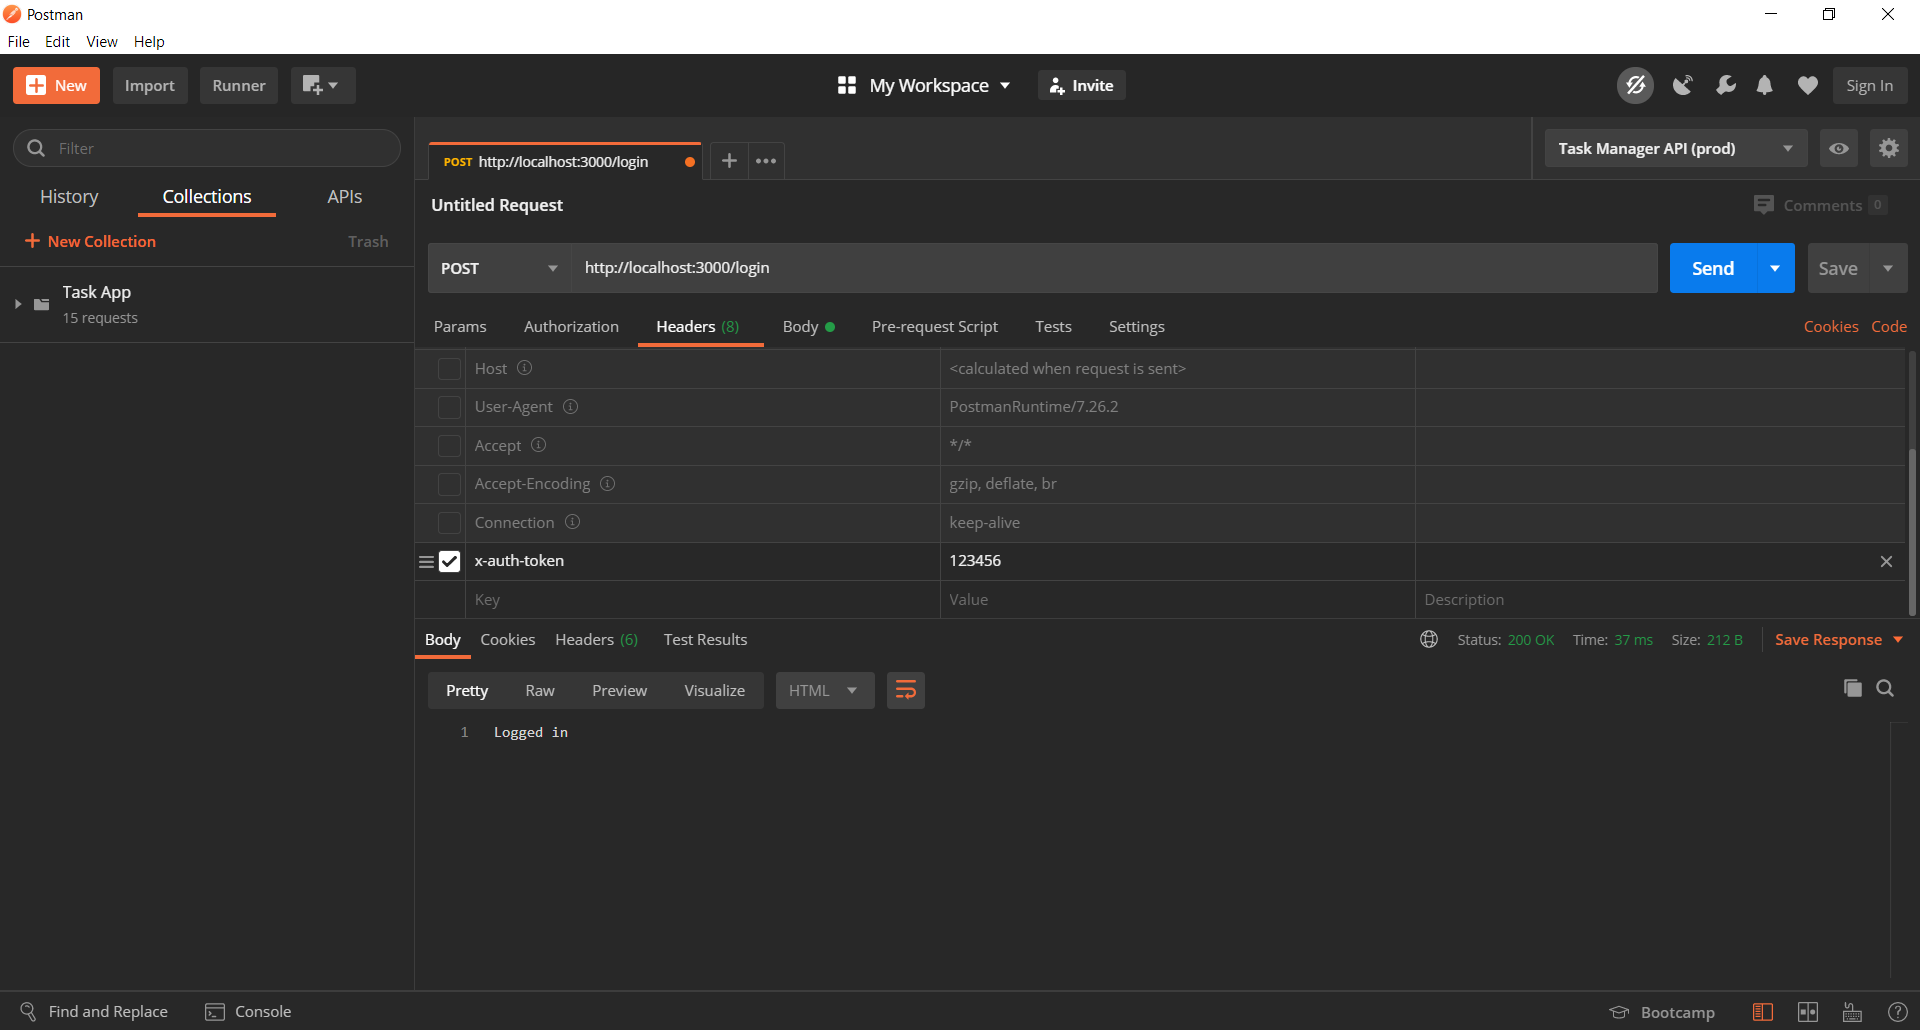 Postman
File Edit View Help
New Import Runner My Workspace Invite Sign In
Filter
History Collections APIs
New Collection Trash
Task App
15 requests
POST http://localhost:3000/login
Task Manager API (prod)
Untitled Request Comments 0
POST http://localhost:3000/login Send Save
Params Authorization Headers (8) Body Pre-request Script Tests Settings Cookies Code
Host <calculated when request is sent>
User-Agent PostmanRuntime/7.26.2
Accept */*
Accept-Encoding gzip, deflate, br
Connection keep-alive
x-auth-token 123456
Key Value Description
Body Cookies Headers (6) Test Results Status: 200 OK Time: 37 ms Size: 212 B Save Response
Pretty Raw Preview Visualize HTML
1 Logged in
Find and Replace Console Bootcamp